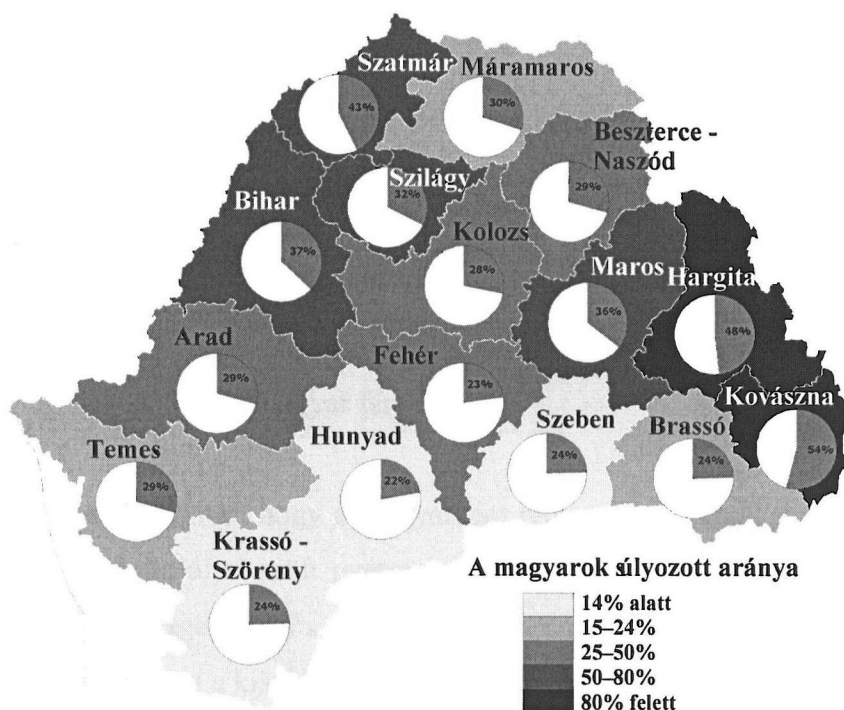 Szatmár
43%
Máramaros
30%
Beszterce -
Naszód
29%
Szilágy
32%
Bihar
37%
Kolozs
28%
Maros
36%
Hargita
48%
Arad
29%
Fehér
23%
Kovászna
54%
Hunyad
22%
Szeben
24%
Brassó
24%
Temes
29%
Krassó -
Szörény
24%
A magyarok súlyozott aránya
14% alatt
15–24%
25–50%
50–80%
80% felett